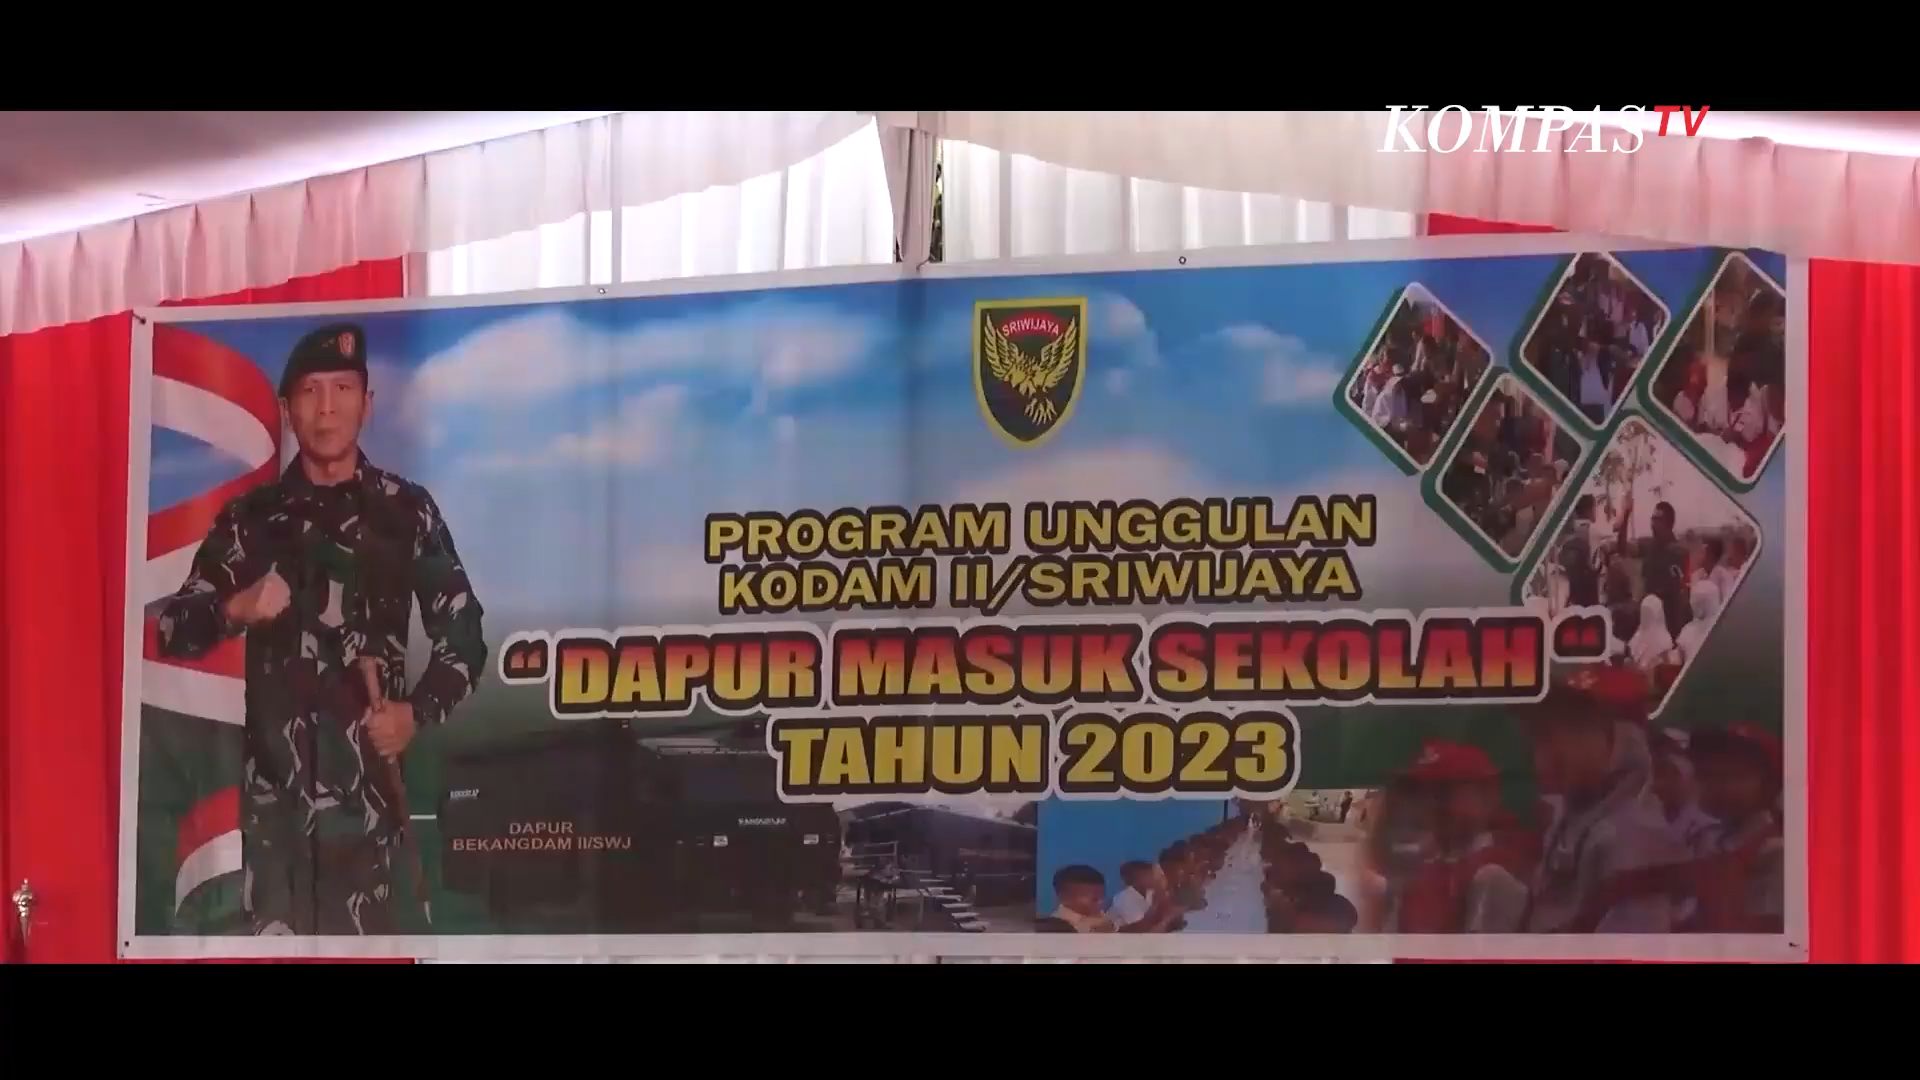 KOMPAS TV
SRIWIJAYA
PROGRAM UNGGULAN
KODAM II/SRIWIJAYA
“ DAPUR MASUK SEKOLAH “
TAHUN 2023
DAPUR
BEKANGDAM II/SWJ